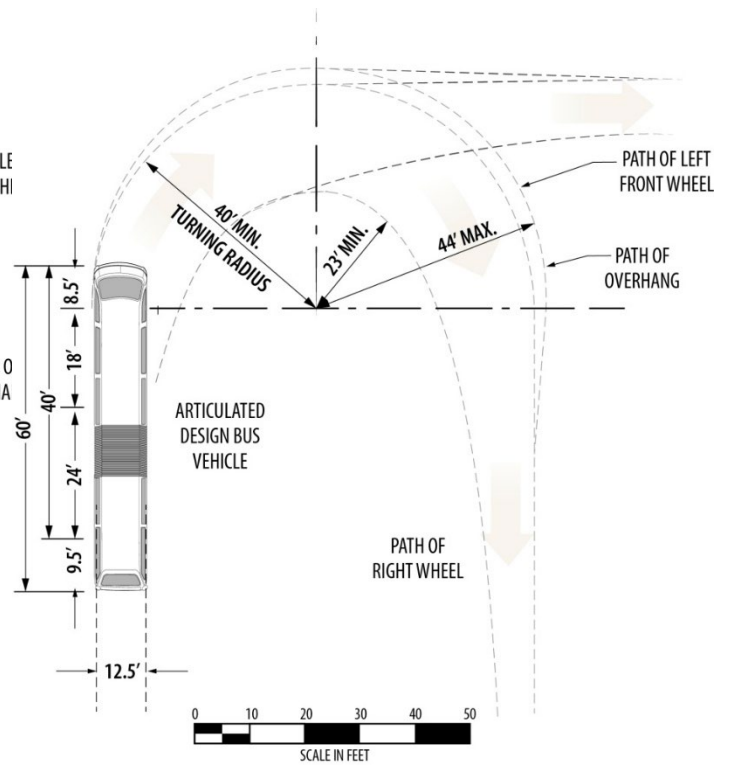 40' MIN.
TURNING RADIUS
23' MIN.
44' MAX.
PATH OF LEFT
FRONT WHEEL
PATH OF
OVERHANG
8.5'
18'
24'
9.5'
40'
60'
12.5'
ARTICULATED
DESIGN BUS
VEHICLE
PATH OF
RIGHT WHEEL
0 10 20 30 40 50
SCALE IN FEET